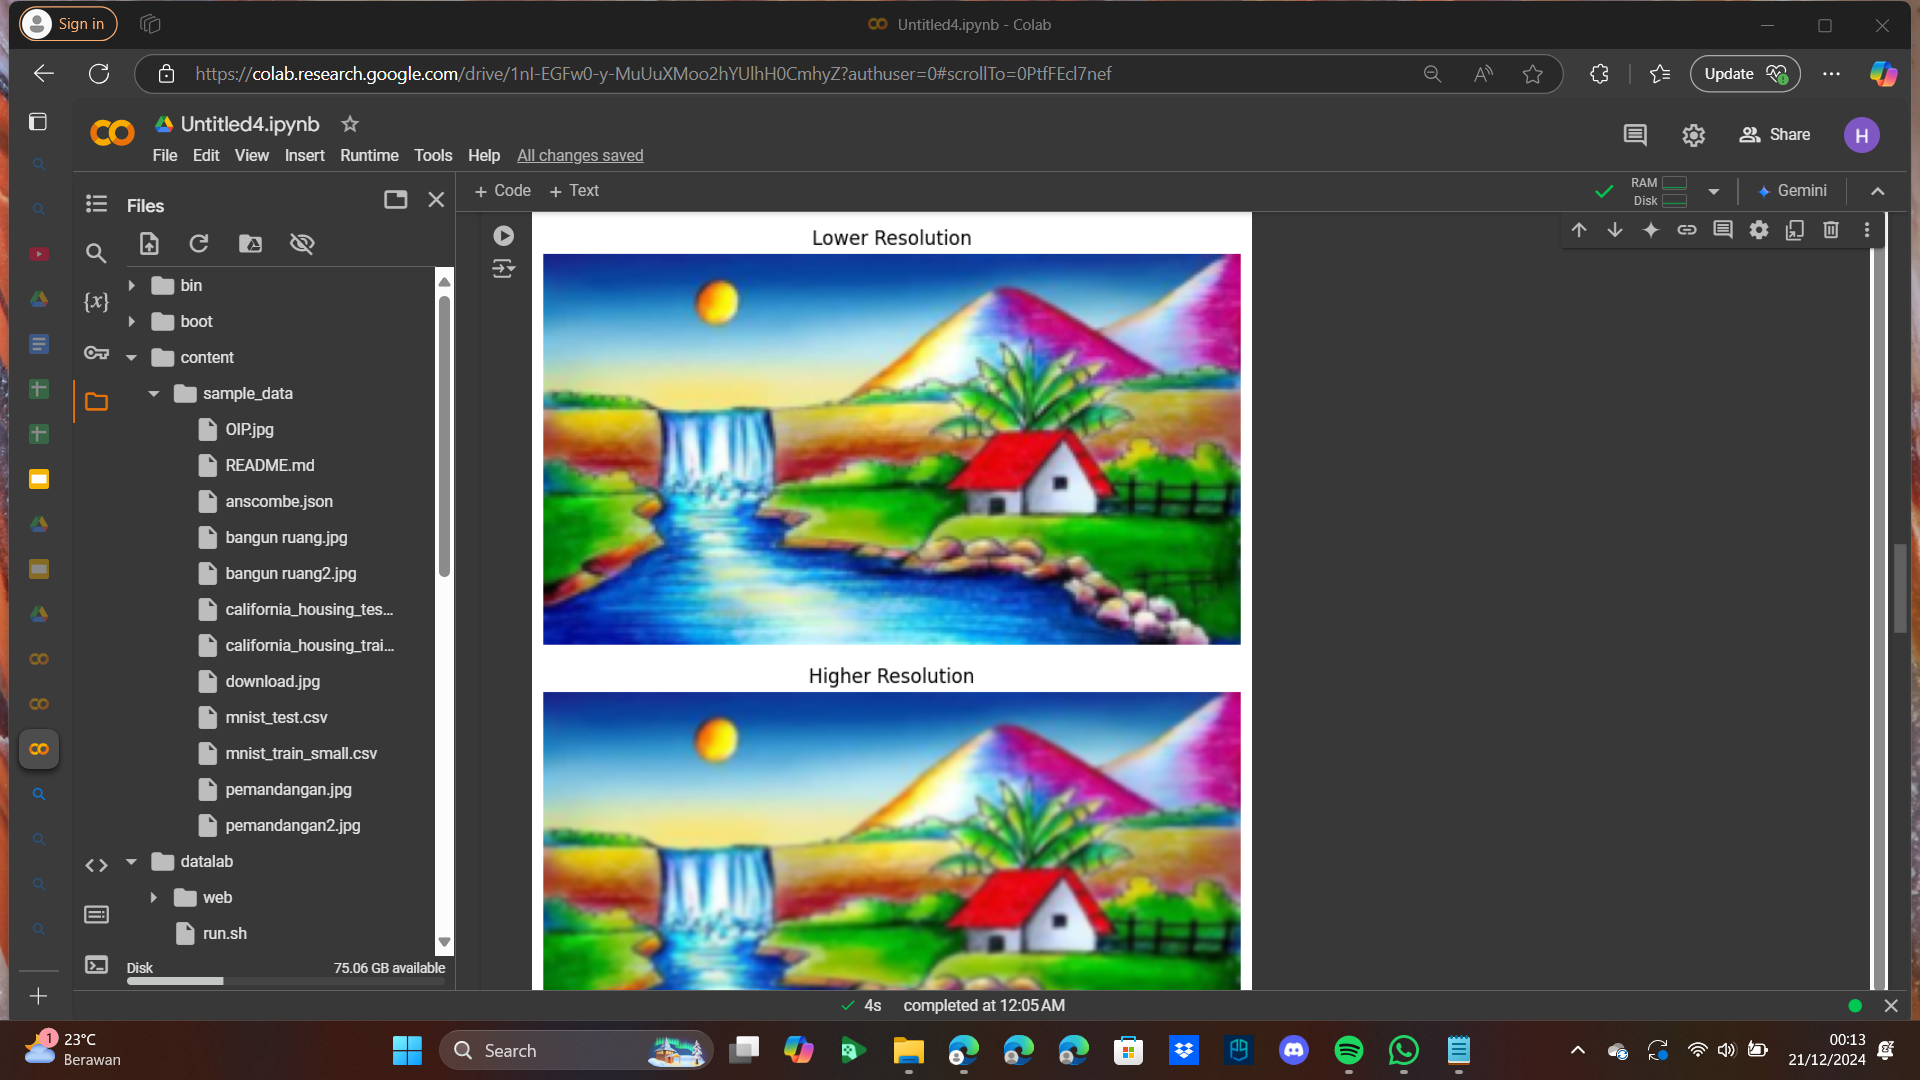 Sign in
Untitled4.ipynb - Colab
https://colab.research.google.com/drive/1nI-EGFw0-y-MuUuXMoo2hYUlhH0CmhyZ?authuser=0#scrollTo=0PtfFEcl7nef
Update
Untitled4.ipynb
File Edit View Insert Runtime Tools Help All changes saved
Share
H
Files
+ Code + Text
RAM
Disk
Gemini
bin
boot
content
sample_data
OIP.jpg
README.md
anscombe.json
bangun ruang.jpg
bangun ruang2.jpg
california_housing_tes...
california_housing_trai...
download.jpg
mnist_test.csv
mnist_train_small.csv
pemandangan.jpg
pemandangan2.jpg
datalab
web
run.sh
Disk 75.06 GB available
Lower Resolution
Higher Resolution
4s completed at 12:05 AM
1
23°C
Berawan
Search
00:13
21/12/2024